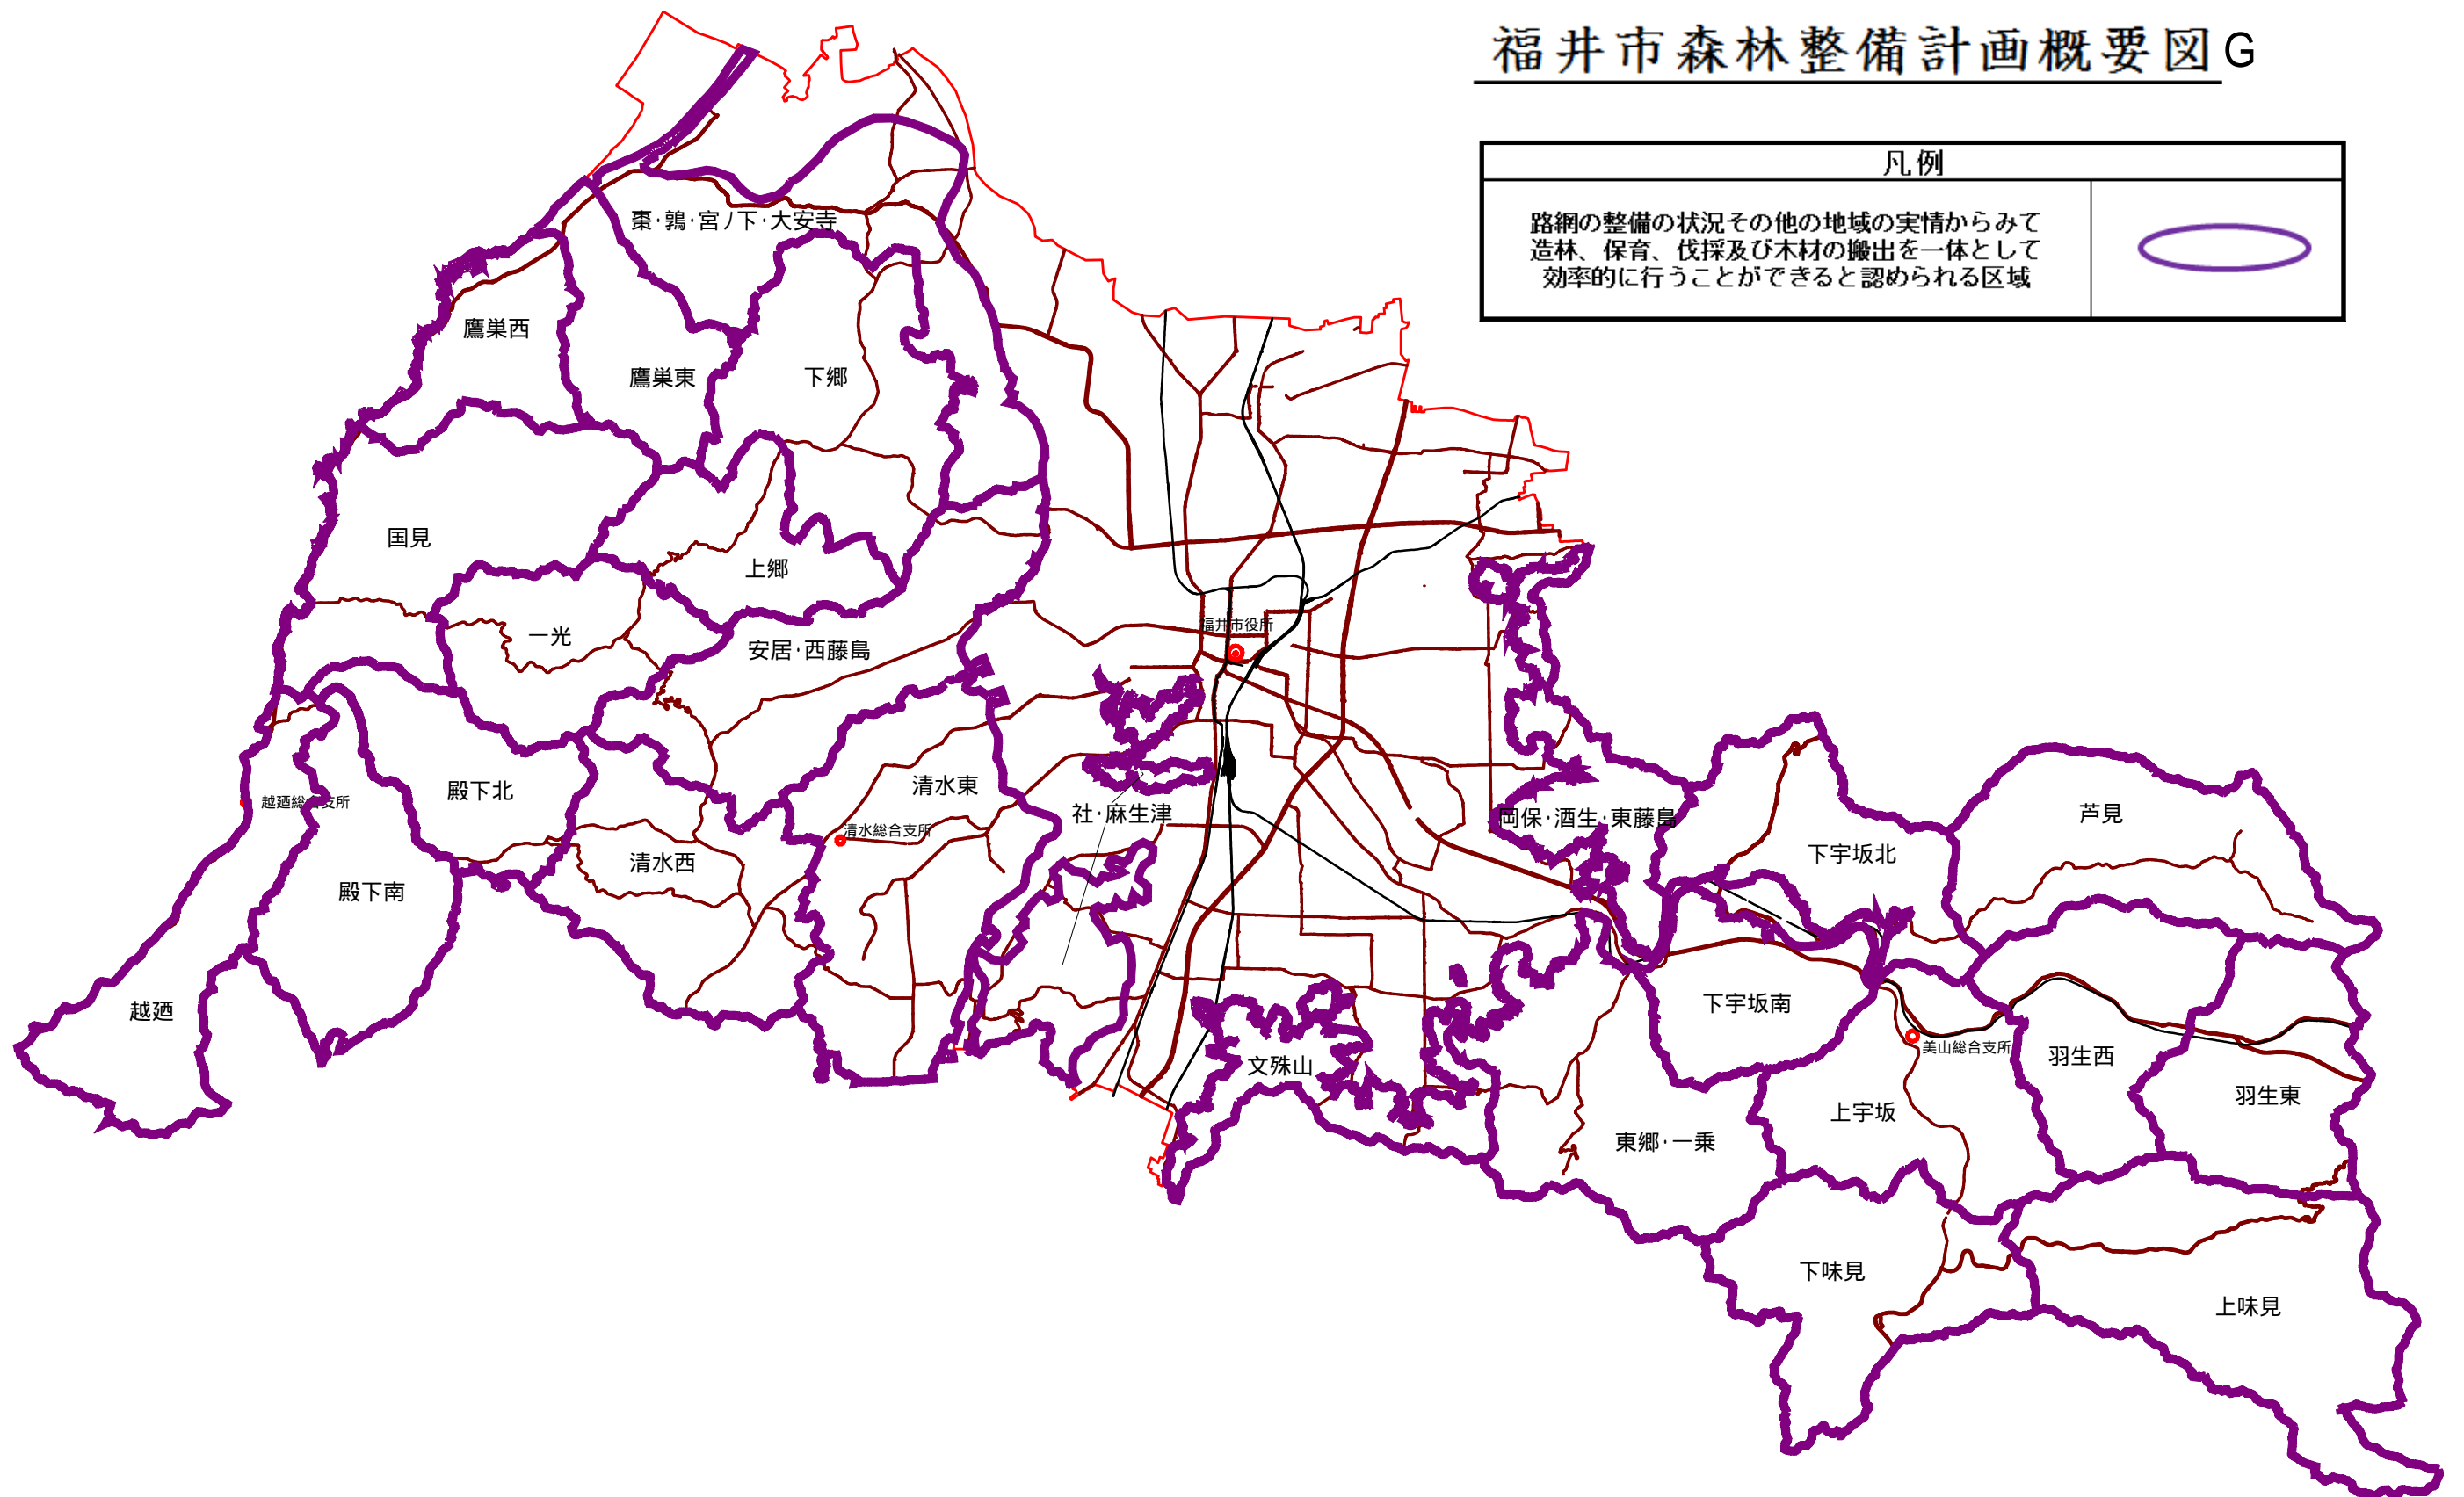 福井市森林整備計画概要図G
凡例
路網の整備の状況その他の地域の実情からみて
造林、保育、伐採及び木材の搬出を一体として
効率的に行うことができると認められる区域
棗・鶉・宮ノ下・大安寺
鷹巣西
鷹巣東
下郷
国見
上郷
一光
安居・西藤島
福井市役所
殿下北
清水東
越廼総合支所
社・麻生津
岡保・酒生・東藤島
芦見
清水総合支所
下宇坂北
清水西
殿下南
越廼
下宇坂南
美山総合支所
文殊山
羽生西
羽生東
上宇坂
東郷・一乗
下味見
上味見